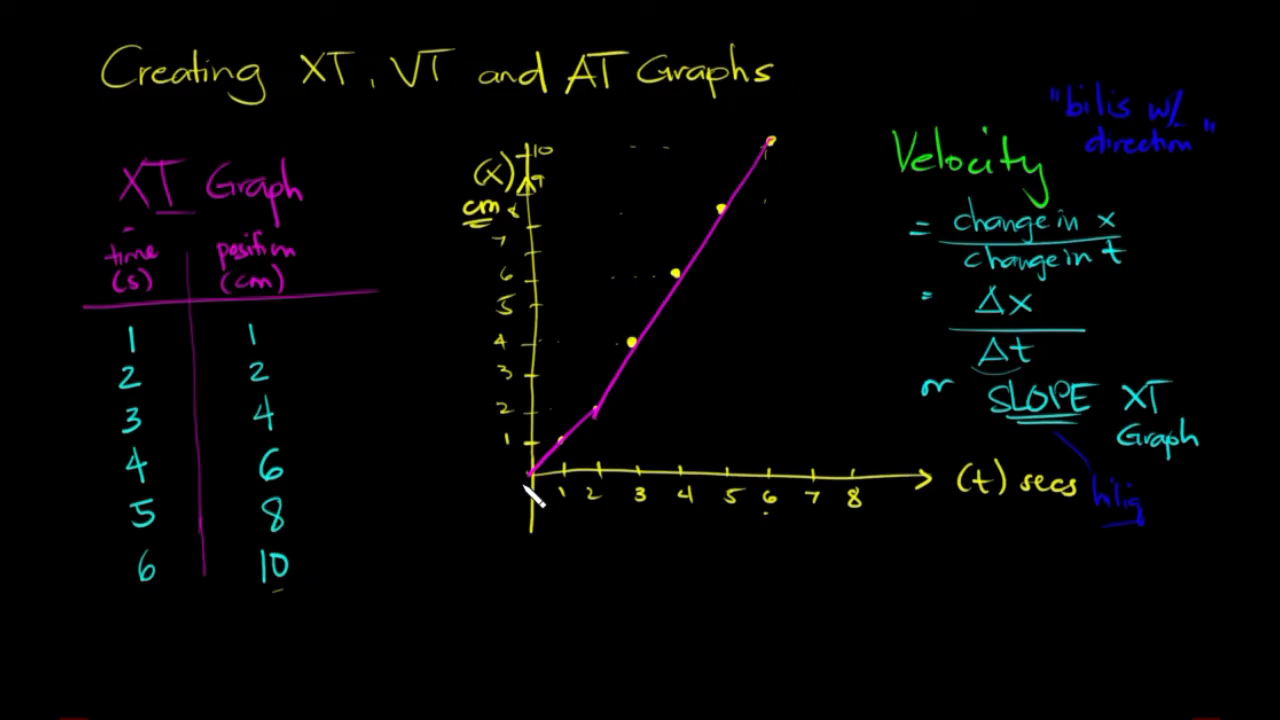 Creating XT, VT and AT Graphs
XT Graph
time position
(s) (cm)
1 1
2 2
3 4
4 6
5 8
6 10
(x)
cm
10
9
8
7
6
5
4
3
2
1
1 2 3 4 5 6 7 8
(t) secs
"bilis w/
direction"
Velocity
= change in x
change in t
= Δx
Δt
or SLOPE XT
Graph
hilig